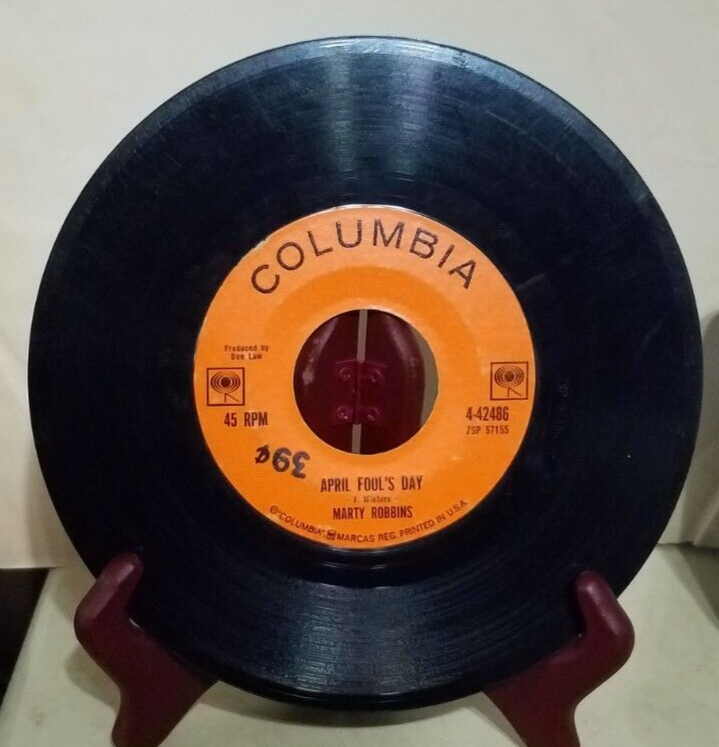 COLUMBIA
Produced by
Don Law
45 RPM
4-42486
ZSP 57155
39¢
APRIL FOOL'S DAY
MARTY ROBBINS
℗"COLUMBIA", MARCAS REG. PRINTED IN U.S.A.